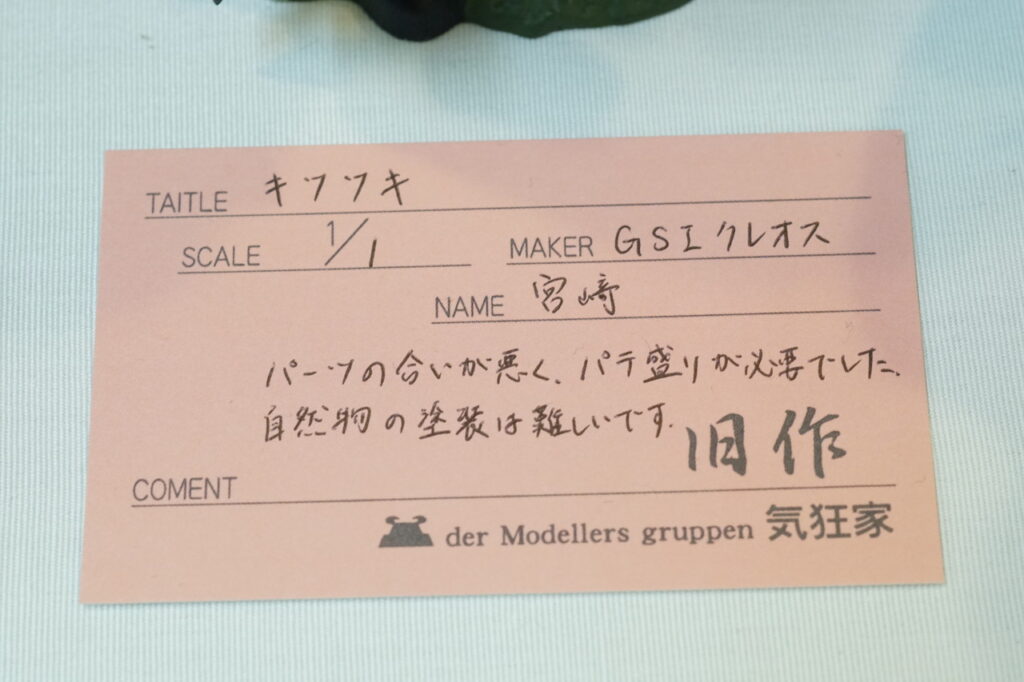 TAITLE キツツキ
SCALE 1/1 MAKER GSIクレオス
NAME 宮崎
パーツの合いが悪く、パテ盛りが必要でした、
自然物の塗装は難しいです.
旧作
COMENT
der Modellers gruppen 気狂家